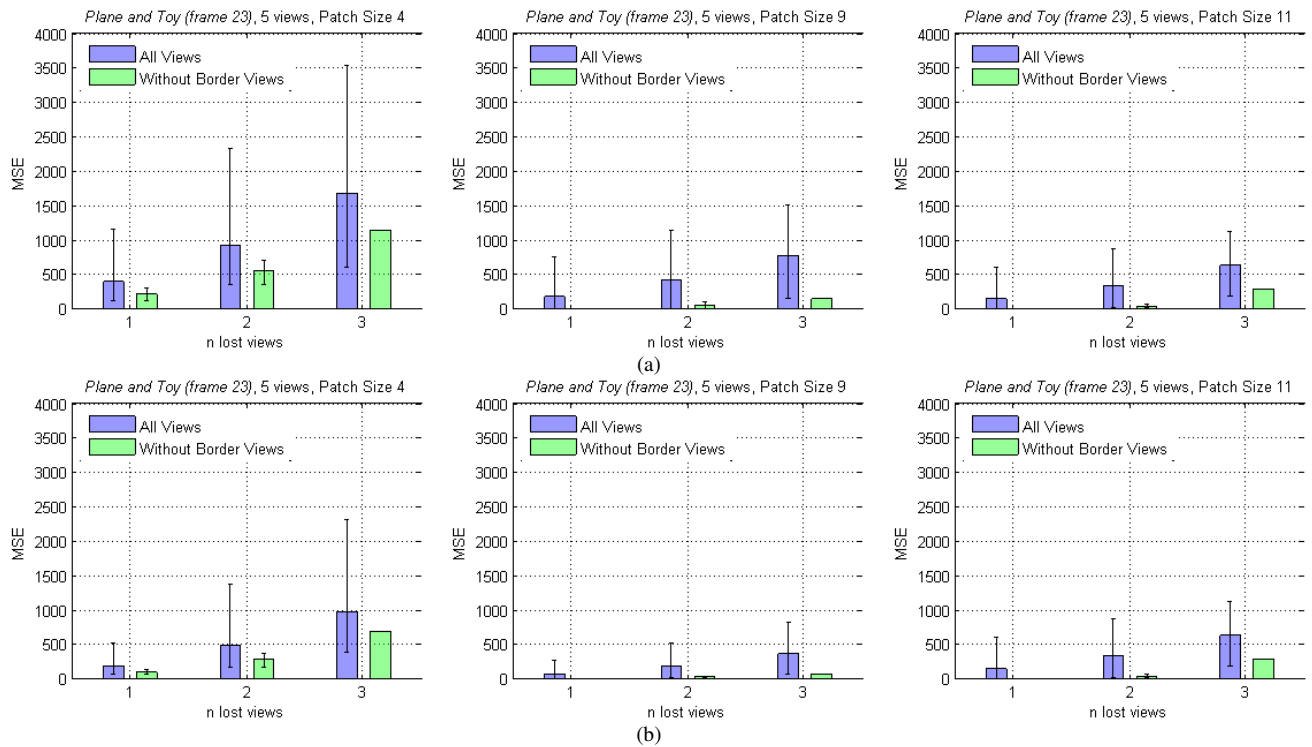 Plane and Toy (frame 23), 5 views, Patch Size 4
4000
3500
3000
2500
2000
1500
1000
500
0
MSE
All Views
Without Border Views
1 2 3
n lost views
Plane and Toy (frame 23), 5 views, Patch Size 9
4000
3500
3000
2500
2000
1500
1000
500
0
MSE
All Views
Without Border Views
1 2 3
n lost views
Plane and Toy (frame 23), 5 views, Patch Size 11
4000
3500
3000
2500
2000
1500
1000
500
0
MSE
All Views
Without Border Views
1 2 3
n lost views
(a)
Plane and Toy (frame 23), 5 views, Patch Size 4
4000
3500
3000
2500
2000
1500
1000
500
0
MSE
All Views
Without Border Views
1 2 3
n lost views
Plane and Toy (frame 23), 5 views, Patch Size 9
4000
3500
3000
2500
2000
1500
1000
500
0
MSE
All Views
Without Border Views
1 2 3
n lost views
Plane and Toy (frame 23), 5 views, Patch Size 11
4000
3500
3000
2500
2000
1500
1000
500
0
MSE
All Views
Without Border Views
1 2 3
n lost views
(b)